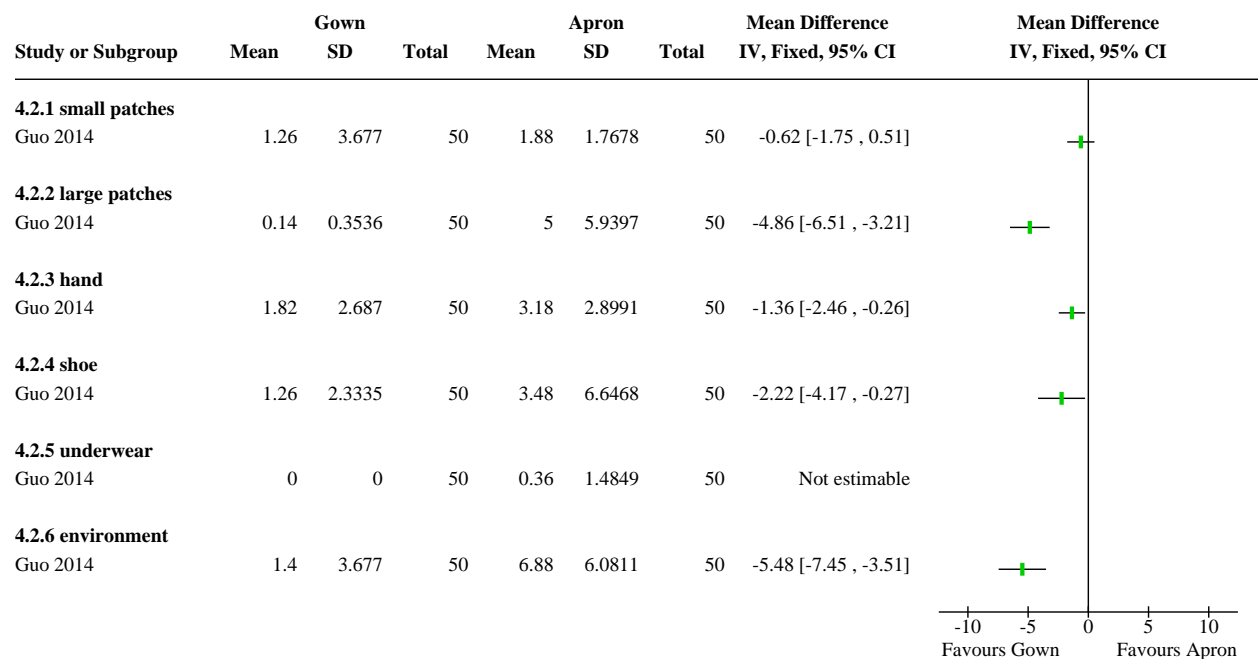 Gown Apron Mean Difference Mean Difference
Study or Subgroup Mean SD Total Mean SD Total IV, Fixed, 95% CI IV, Fixed, 95% CI
4.2.1 small patches
Guo 2014 1.26 3.677 50 1.88 1.7678 50 -0.62 [-1.75 , 0.51]
4.2.2 large patches
Guo 2014 0.14 0.3536 50 5 5.9397 50 -4.86 [-6.51 , -3.21]
4.2.3 hand
Guo 2014 1.82 2.687 50 3.18 2.8991 50 -1.36 [-2.46 , -0.26]
4.2.4 shoe
Guo 2014 1.26 2.3335 50 3.48 6.6468 50 -2.22 [-4.17 , -0.27]
4.2.5 underwear
Guo 2014 0 0 50 0.36 1.4849 50 Not estimable
4.2.6 environment
Guo 2014 1.4 3.677 50 6.88 6.0811 50 -5.48 [-7.45 , -3.51]
-10 -5 0 5 10
Favours Gown Favours Apron